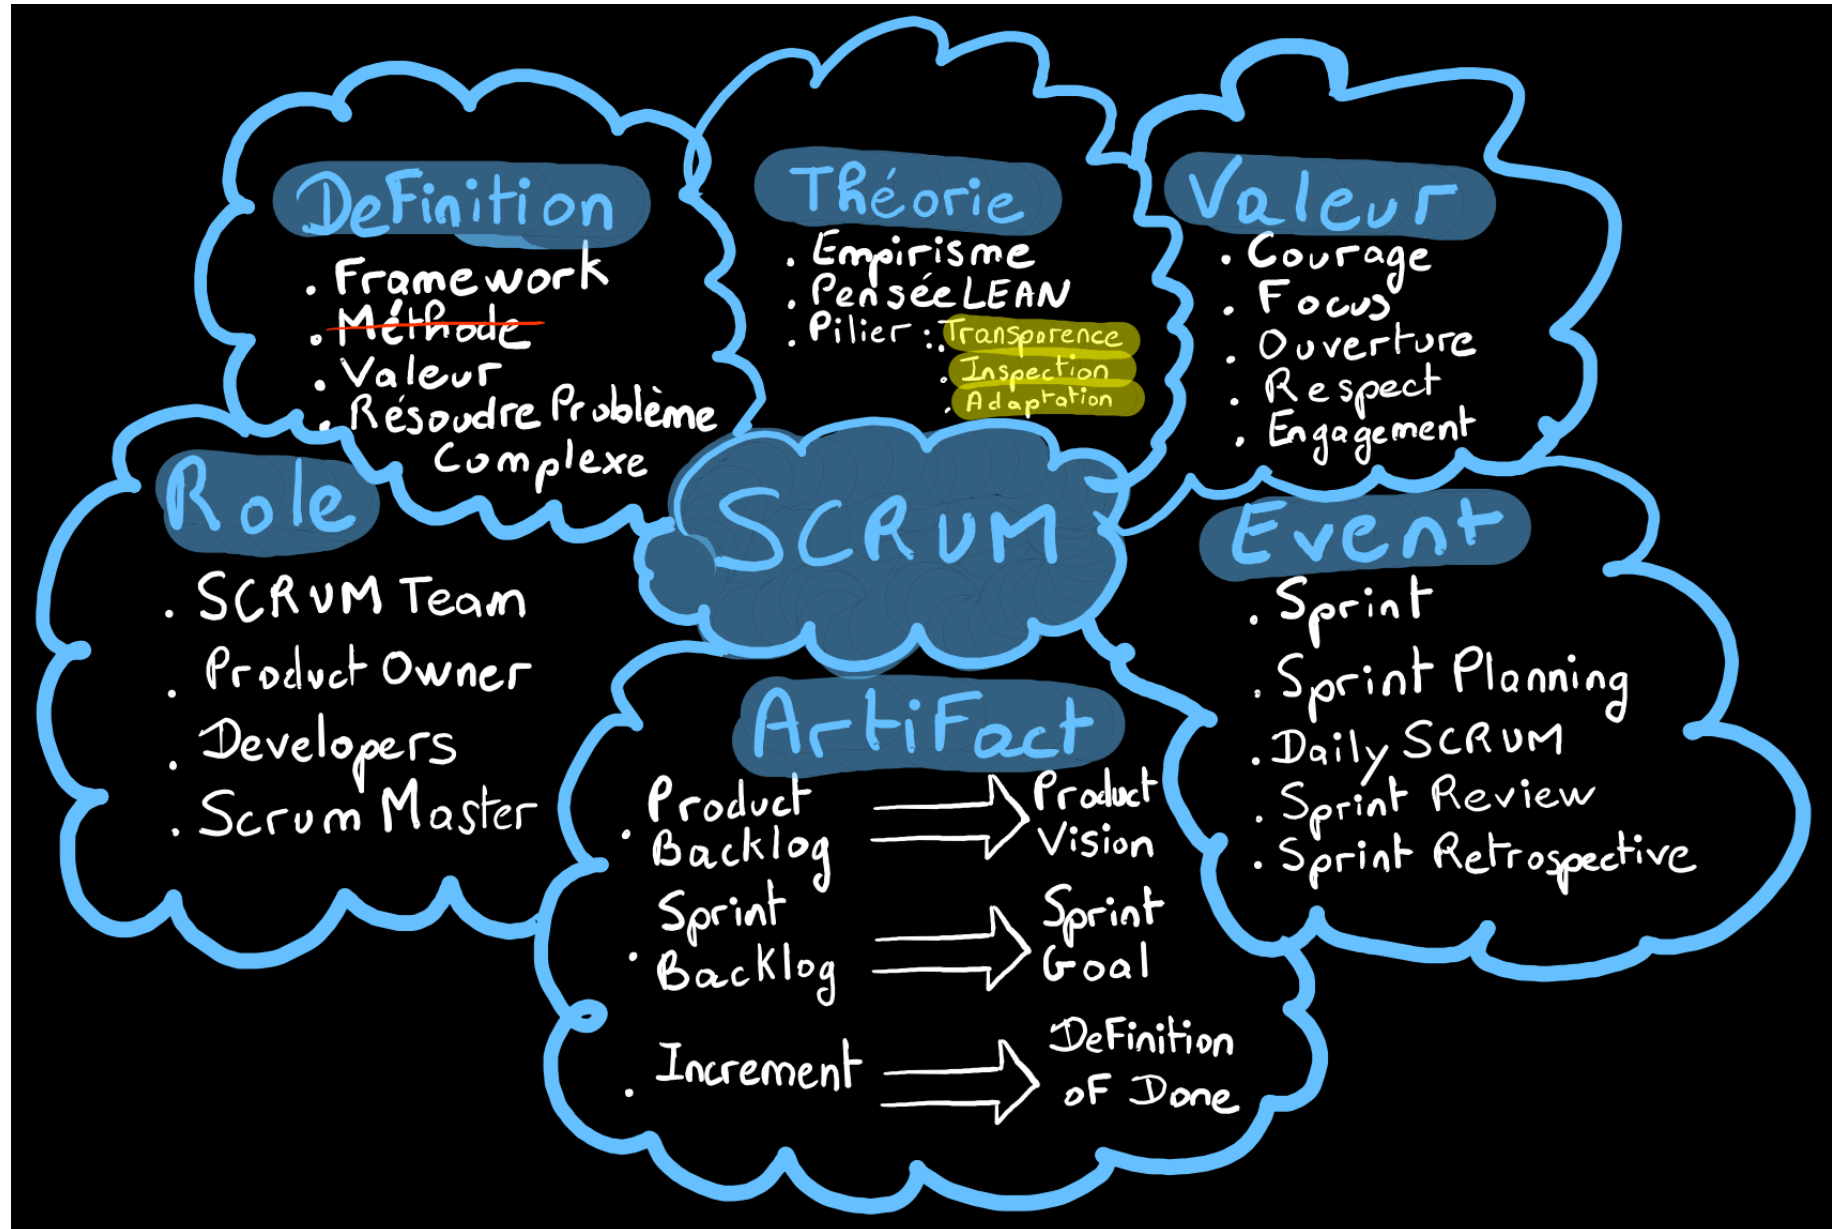 DeFinition
. Framework
. Méthode
. Valeur
. Résoudre Problème
Complexe
Théorie
. Empirisme
. Pensée LEAN
. Pilier : . Transparence
. Inspection
. Adaptation
Valeur
. Courage
. Focus
. Ouverture
. Respect
. Engagement
Role
. SCRUM Team
. Product Owner
. Developers
. Scrum Master
SCRUM
Event
. Sprint
. Sprint Planning
. Daily SCRUM
. Sprint Review
. Sprint Retrospective
ArtiFact
. Product
Backlog
Product
Vision
. Sprint
Backlog
Sprint
Goal
. Increment
DeFinition
oF Done